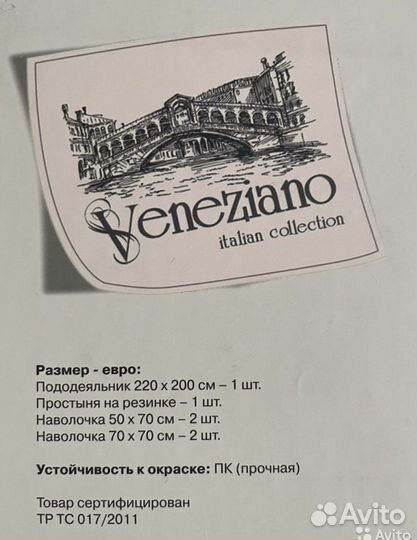 Veneziano
italian collection
Размер - евро:
Пододеяльник 220 x 200 см – 1 шт.
Простыня на резинке – 1 шт.
Наволочка 50 x 70 см – 2 шт.
Наволочка 70 x 70 см – 2 шт.
Устойчивость к окраске: ПК (прочная)
Товар сертифицирован
ТР ТС 017/2011
Avito
Avito